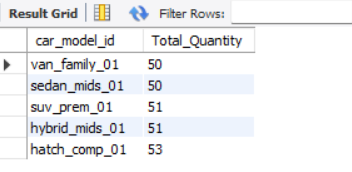 Result Grid Filter Rows:
car_model_id Total_Quantity
van_family_01 50
sedan_mids_01 50
suv_prem_01 51
hybrid_mids_01 51
hatch_comp_01 53